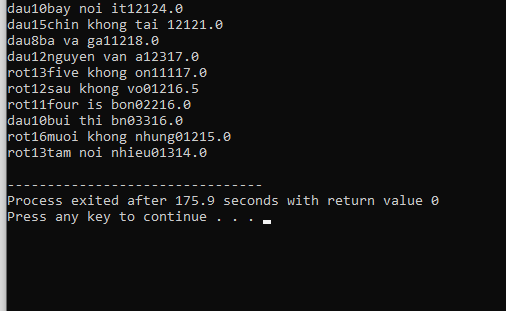 dau10bay noi it12124.0
dau15chin khong tai 12121.0
dau8ba va ga11218.0
dau12nguyen van a12317.0
rot13five khong on11117.0
rot12sau khong vo01216.5
rot11four is bon02216.0
dau10bui thi bn03316.0
rot16muoi khong nhung01215.0
rot13tam noi nhieu01314.0
--------------------------------
Process exited after 175.9 seconds with return value 0
Press any key to continue . . .